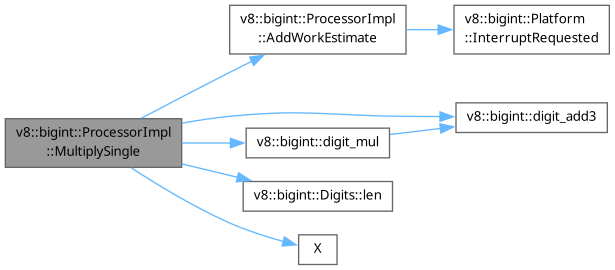 v8::bigint::ProcessorImpl
::MultiplySingle
v8::bigint::ProcessorImpl
::AddWorkEstimate
v8::bigint::Platform
::InterruptRequested
v8::bigint::digit_add3
v8::bigint::digit_mul
v8::bigint::Digits::len
X